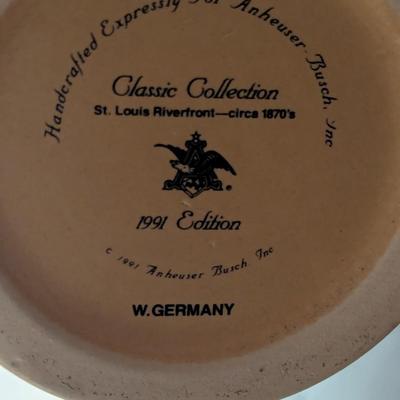 Handcrafted Expressly For Anheuser-Busch, Inc
Classic Collection
St. Louis Riverfront—circa 1870's
A
®
1991 Edition
© 1991 Anheuser Busch, Inc
W. GERMANY